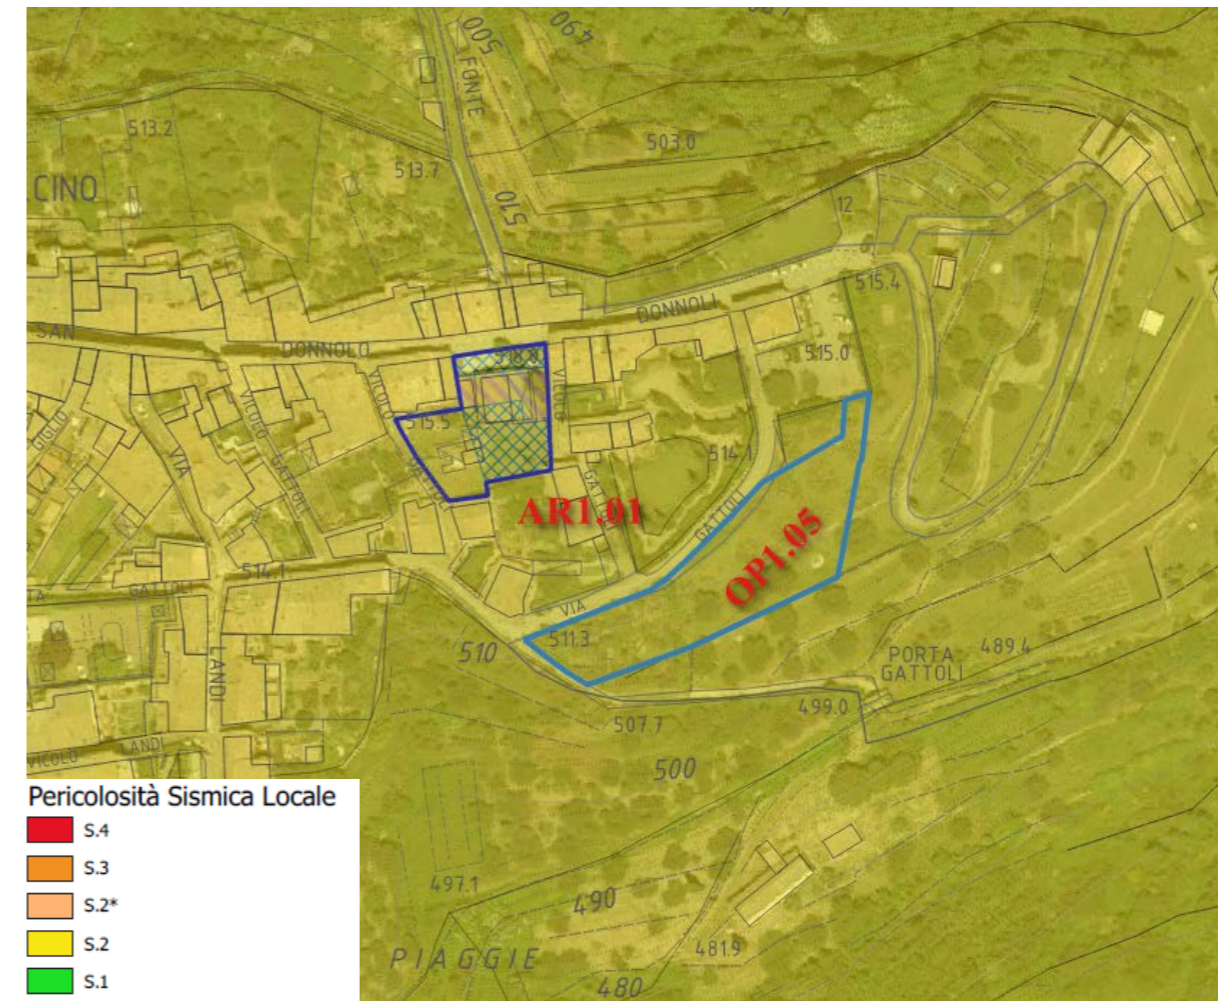 500
490
FONTE
513.2
503.0
513.7
CINO
510
12
515.4
SAN
DONNOLI
DONNOLO
518.8
515.0
VICOLO
VICOLO
VICOLO
515.5
GIGLIO
VIA
GATTOLI
GATTOLI
514.1
AR1.01
GATTOLI
OP1.05
514.1
GATTOLI
VIA
511.3
510
LANDI
PORTA
GATTOLI
489.4
507.7
499.0
VICOLO LANDI
500
Pericolosità Sismica Locale
S.4
S.3
S.2*
S.2
S.1
497.1
490
PIAGGIE
481.9
480